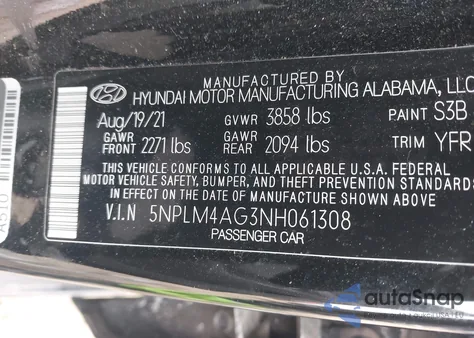 MANUFACTURED BY
HYUNDAI MOTOR MANUFACTURING ALABAMA, LLC
Aug/19/21 GVWR 3858 lbs PAINT S3B
GAWR FRONT 2271 lbs GAWR REAR 2094 lbs TRIM YFR
THIS VEHICLE CONFORMS TO ALL APPLICABLE U.S.A. FEDERAL
MOTOR VEHICLE SAFETY, BUMPER, AND THEFT PREVENTION STANDARDS
IN EFFECT ON THE DATE OF MANUFACTURE SHOWN ABOVE.
V.I.N 5NPLM4AG3NH061308
PASSENGER CAR
A510
autoSnap